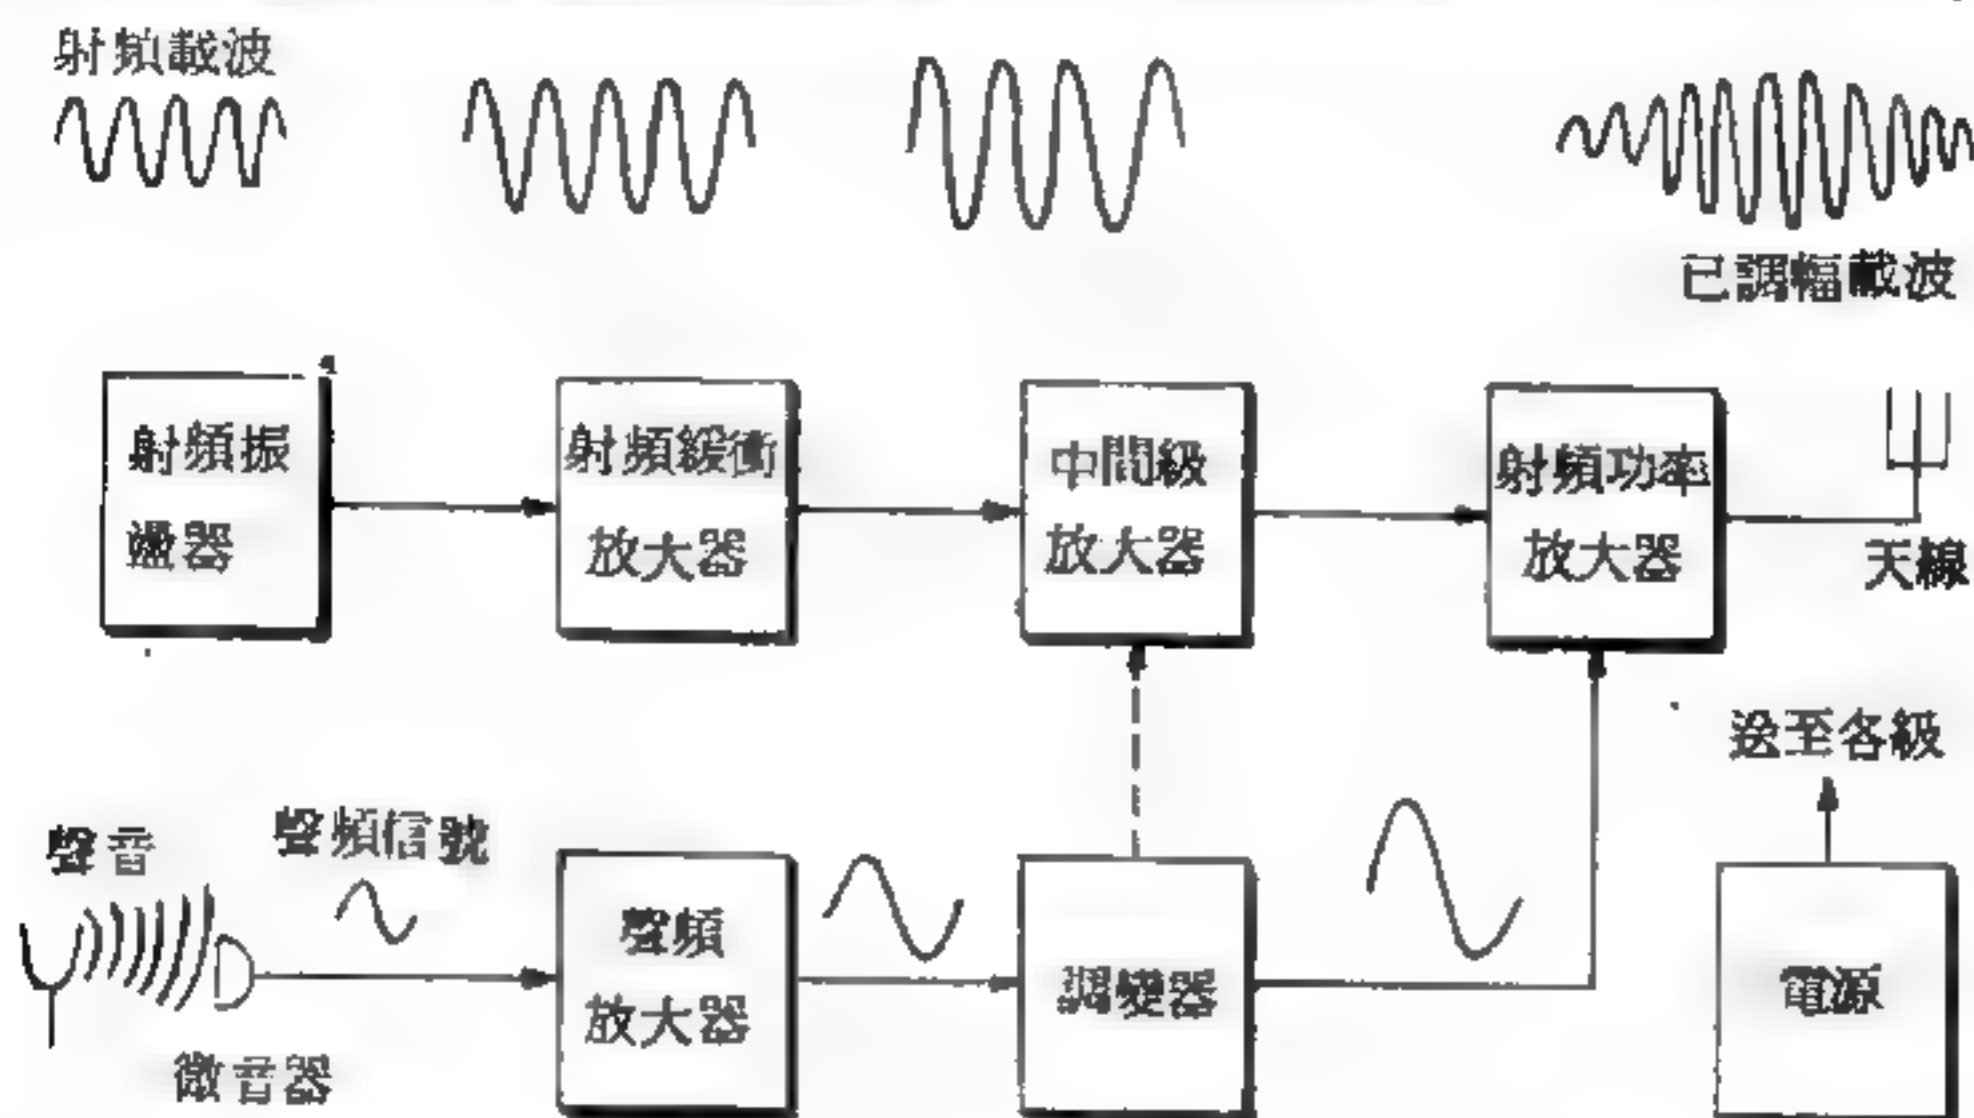 射頻載波
已調幅載波
射頻振
盪器
射頻緩衝
放大器
中間級
放大器
射頻功率
放大器
天線
送至各級
聲音
聲頻信號
聲頻
放大器
調變器
電源
微音器